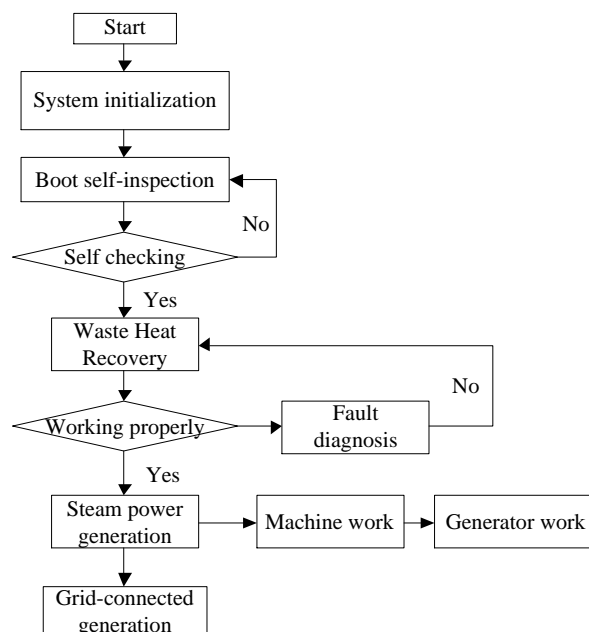 Start
System initialization
Boot self-inspection
No
Self checking
Yes
Waste Heat
Recovery
No
Working properly
Fault
diagnosis
Yes
Steam power
generation
Machine work
Generator work
Grid-connected
generation